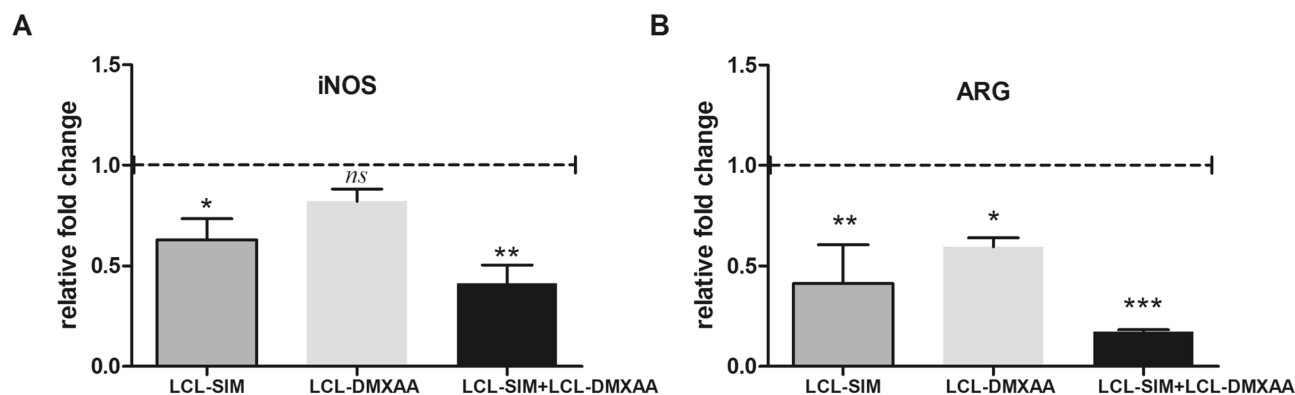 A
iNOS
relative fold change
1.5
1.0
0.5
0.0
*
ns
**
LCL-SIM
LCL-DMXAA
LCL-SIM+LCL-DMXAA
B
ARG
relative fold change
1.5
1.0
0.5
0.0
**
*
***
LCL-SIM
LCL-DMXAA
LCL-SIM+LCL-DMXAA